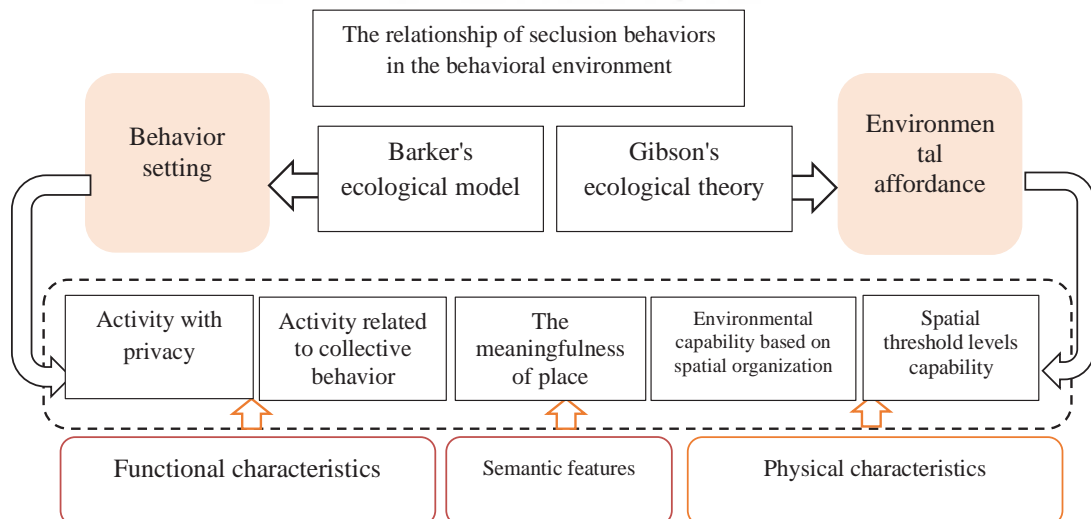 The relationship of seclusion behaviors
in the behavioral environment
Behavior
setting
Barker's
ecological model
Gibson's
ecological theory
Environmen
tal
affordance
Activity with
privacy
Activity related
to collective
behavior
The
meaningfulness
of place
Environmental
capability based on
spatial organization
Spatial
threshold levels
capability
Functional characteristics
Semantic features
Physical characteristics